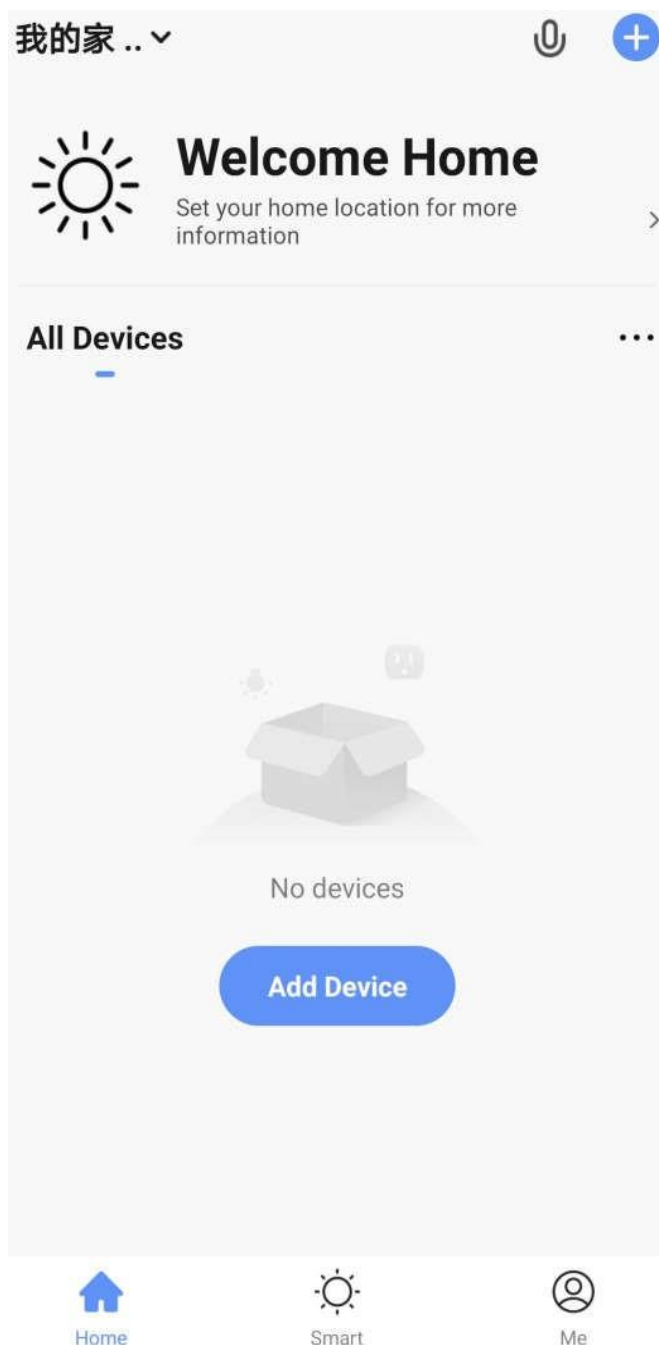 我的家 ..
Welcome Home
Set your home location for more
information
All Devices
No devices
Add Device
Home
Smart
Me